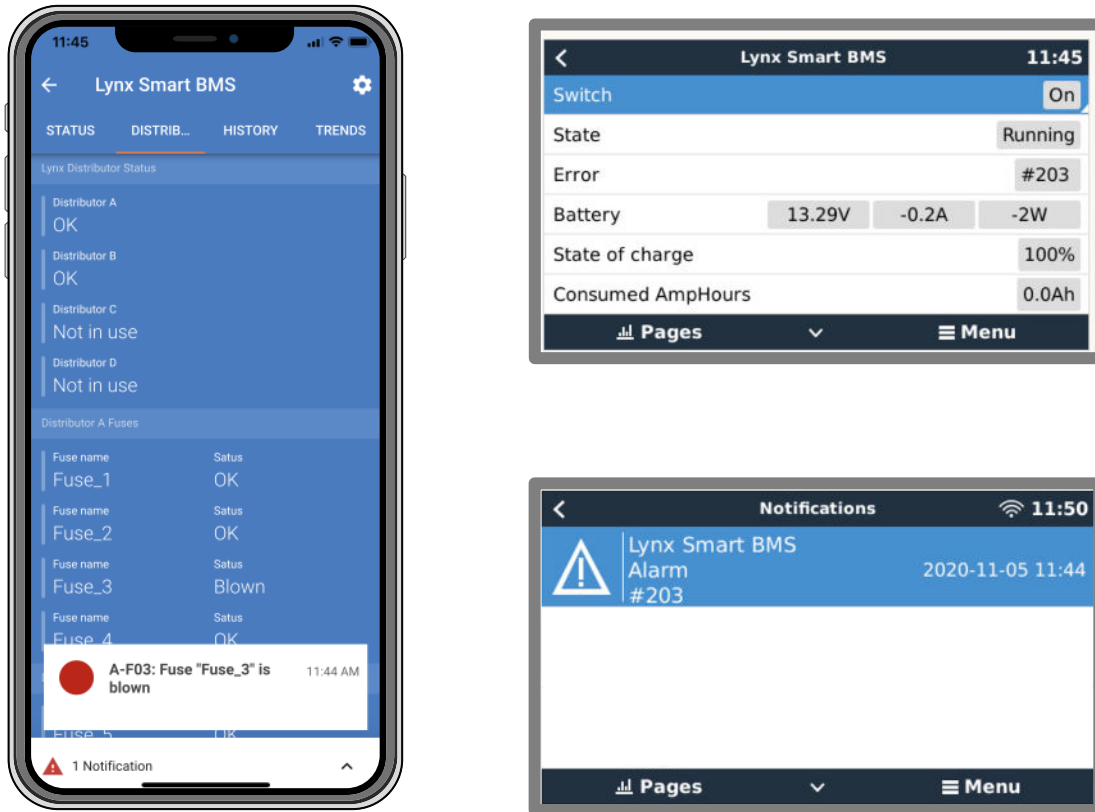 11:45
Lynx Smart BMS
STATUS DISTRIB... HISTORY TRENDS
Lynx Distributor Status
Distributor A
OK
Distributor B
OK
Distributor C
Not in use
Distributor D
Not in use
Distributor A Fuses
Fuse name Satus
Fuse_1 OK
Fuse name Satus
Fuse_2 OK
Fuse name Satus
Fuse_3 Blown
Fuse name Satus
Fuse_4 OK
A-F03: Fuse "Fuse_3" is 11:44 AM
blown
Fuse_5 OK
1 Notification
Lynx Smart BMS 11:45
Switch On
State Running
Error #203
Battery 13.29V -0.2A -2W
State of charge 100%
Consumed AmpHours 0.0Ah
Pages Menu
Notifications 11:50
Lynx Smart BMS
Alarm 2020-11-05 11:44
#203
Pages Menu